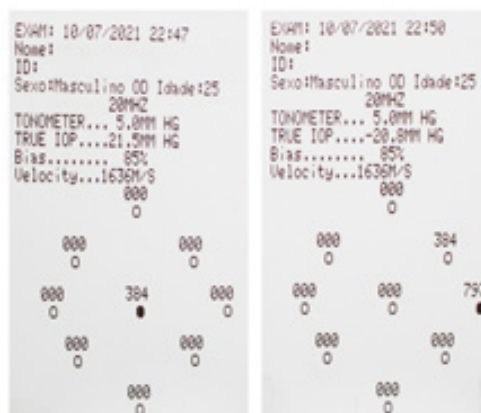 EXAM: 10/07/2021 22:47
Nome:
ID:
Sexo:Masculino OD Idade:25
20MHZ
TONOMETER... 5.0MM HG
TRUE IOP....21.5MM HG
Bias........ 85%
Velocity...1636M/S
000
000 000
000 384 000
000 000
000
EXAM: 10/07/2021 22:50
Nome:
ID:
Sexo:Masculino OD Idade:25
20MHZ
TONOMETER... 5.0MM HG
TRUE IOP....-20.8MM HG
Bias........ 85%
Velocity...1636M/S
000
000 384
000 000
000 000
000